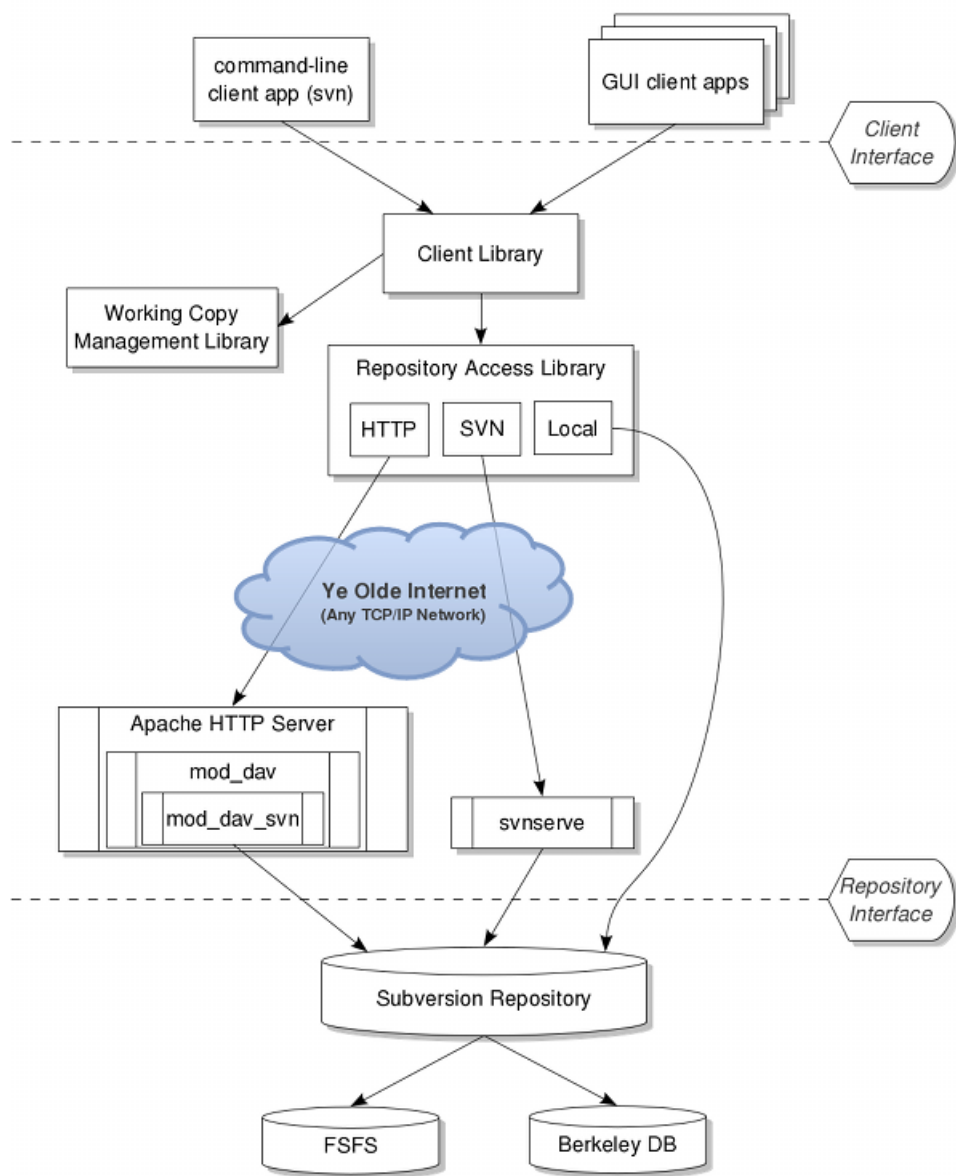 command-line
client app (svn)
GUI client apps
Client
Interface
Client Library
Working Copy
Management Library
Repository Access Library
HTTP
SVN
Local
Ye Olde Internet
(Any TCP/IP Network)
Apache HTTP Server
mod_dav
mod_dav_svn
svnserve
Repository
Interface
Subversion Repository
FSFS
Berkeley DB